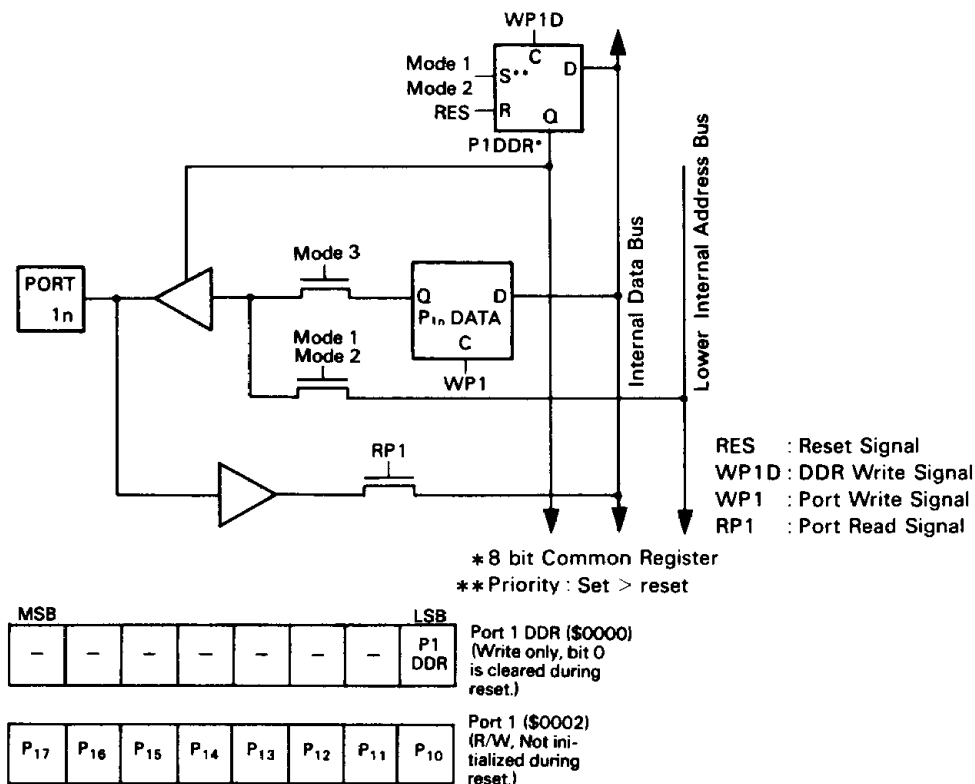 WP1D
Mode 1
Mode 2
RES
S**
R
C
D
Q
P1DDR*
Internal Data Bus
Lower Internal Address Bus
PORT
1n
Mode 3
Q D
P1n DATA
C
WP1
Mode 1
Mode 2
RP1
RES : Reset Signal
WP1D : DDR Write Signal
WP1 : Port Write Signal
RP1 : Port Read Signal
*8 bit Common Register
**Priority : Set > reset
MSB LSB
– – – – – – – P1 DDR
Port 1 DDR ($0000)
(Write only, bit 0
is cleared during
reset.)
P17 P16 P15 P14 P13 P12 P11 P10
Port 1 ($0002)
(R/W, Not ini-
tialized during
reset.)